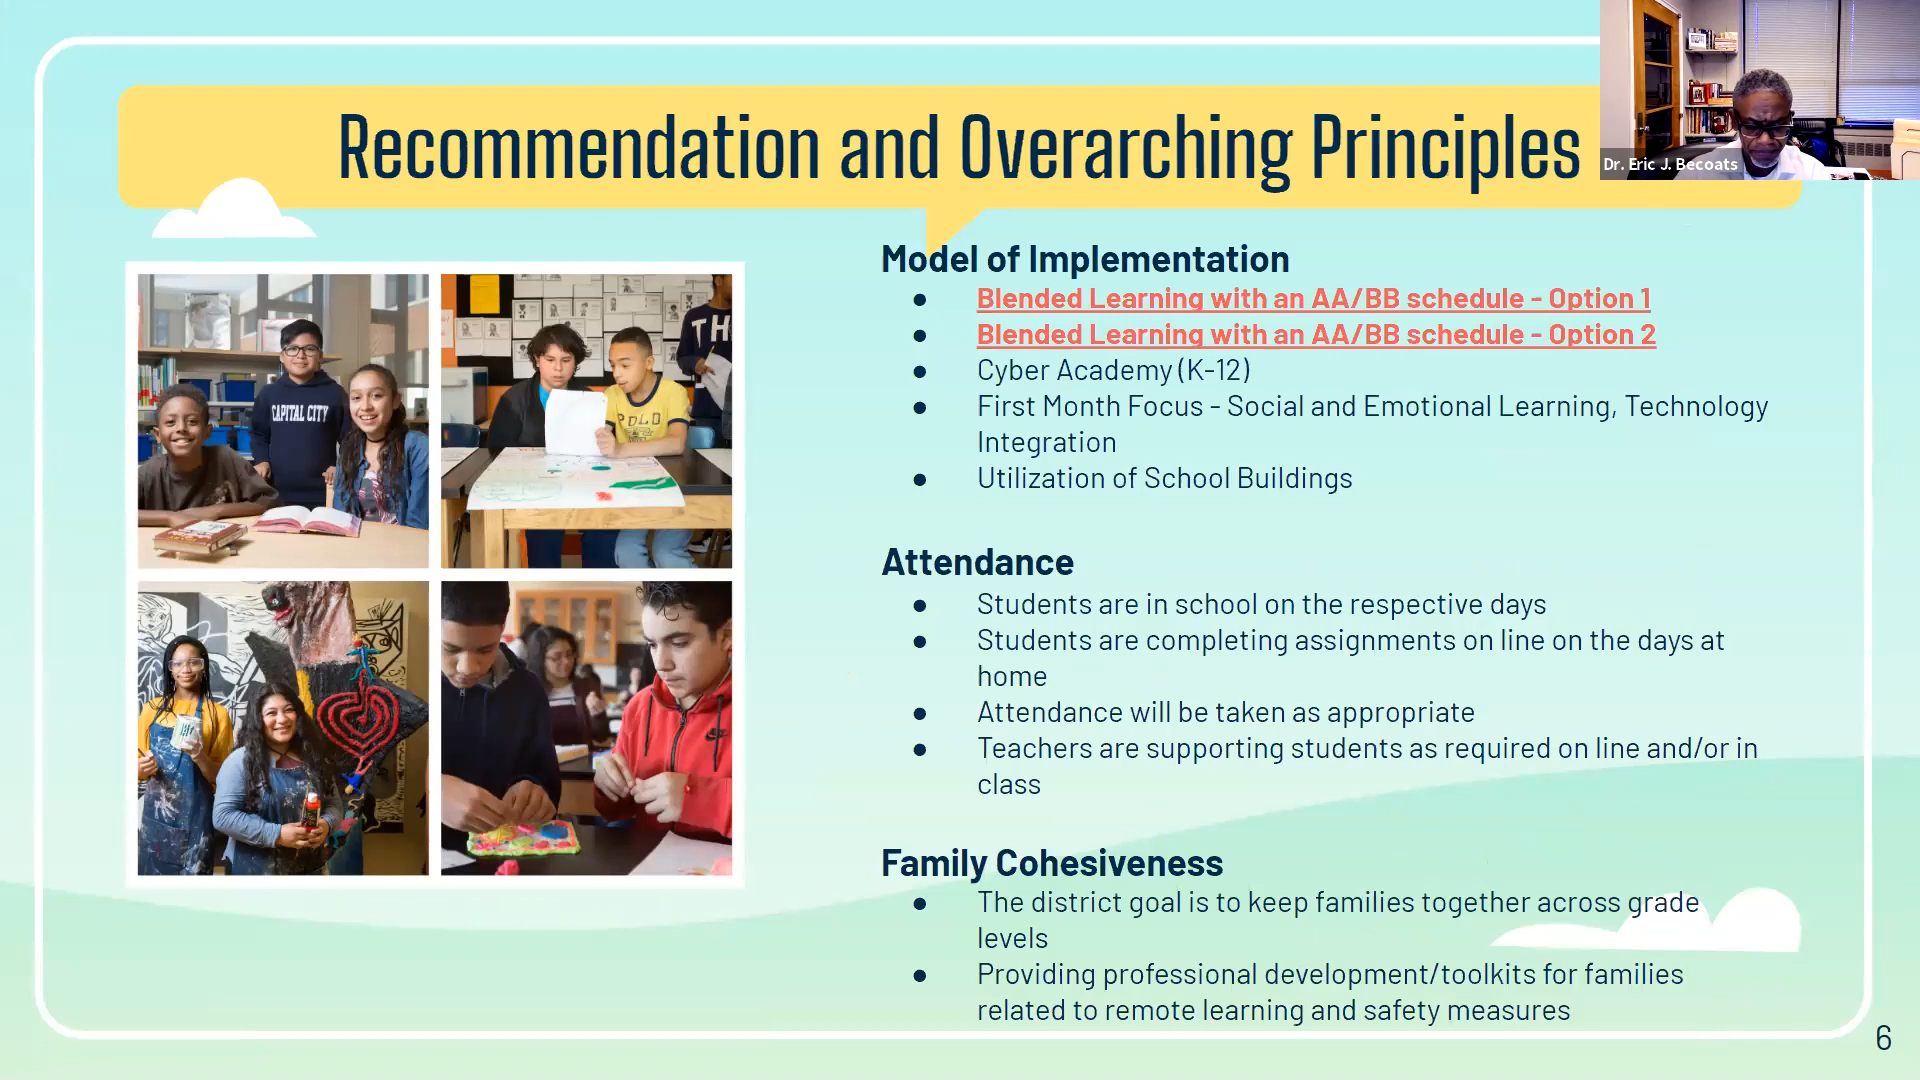 Recommendation and Overarching Principles
Dr. Eric J. Becoats
Model of Implementation
● Blended Learning with an AA/BB schedule - Option 1
● Blended Learning with an AA/BB schedule - Option 2
● Cyber Academy (K-12)
● First Month Focus - Social and Emotional Learning, Technology
Integration
● Utilization of School Buildings
Attendance
● Students are in school on the respective days
● Students are completing assignments on line on the days at
home
● Attendance will be taken as appropriate
● Teachers are supporting students as required on line and/or in
class
Family Cohesiveness
● The district goal is to keep families together across grade
levels
● Providing professional development/toolkits for families
related to remote learning and safety measures
CAPITAL CITY
POLO
TH
6